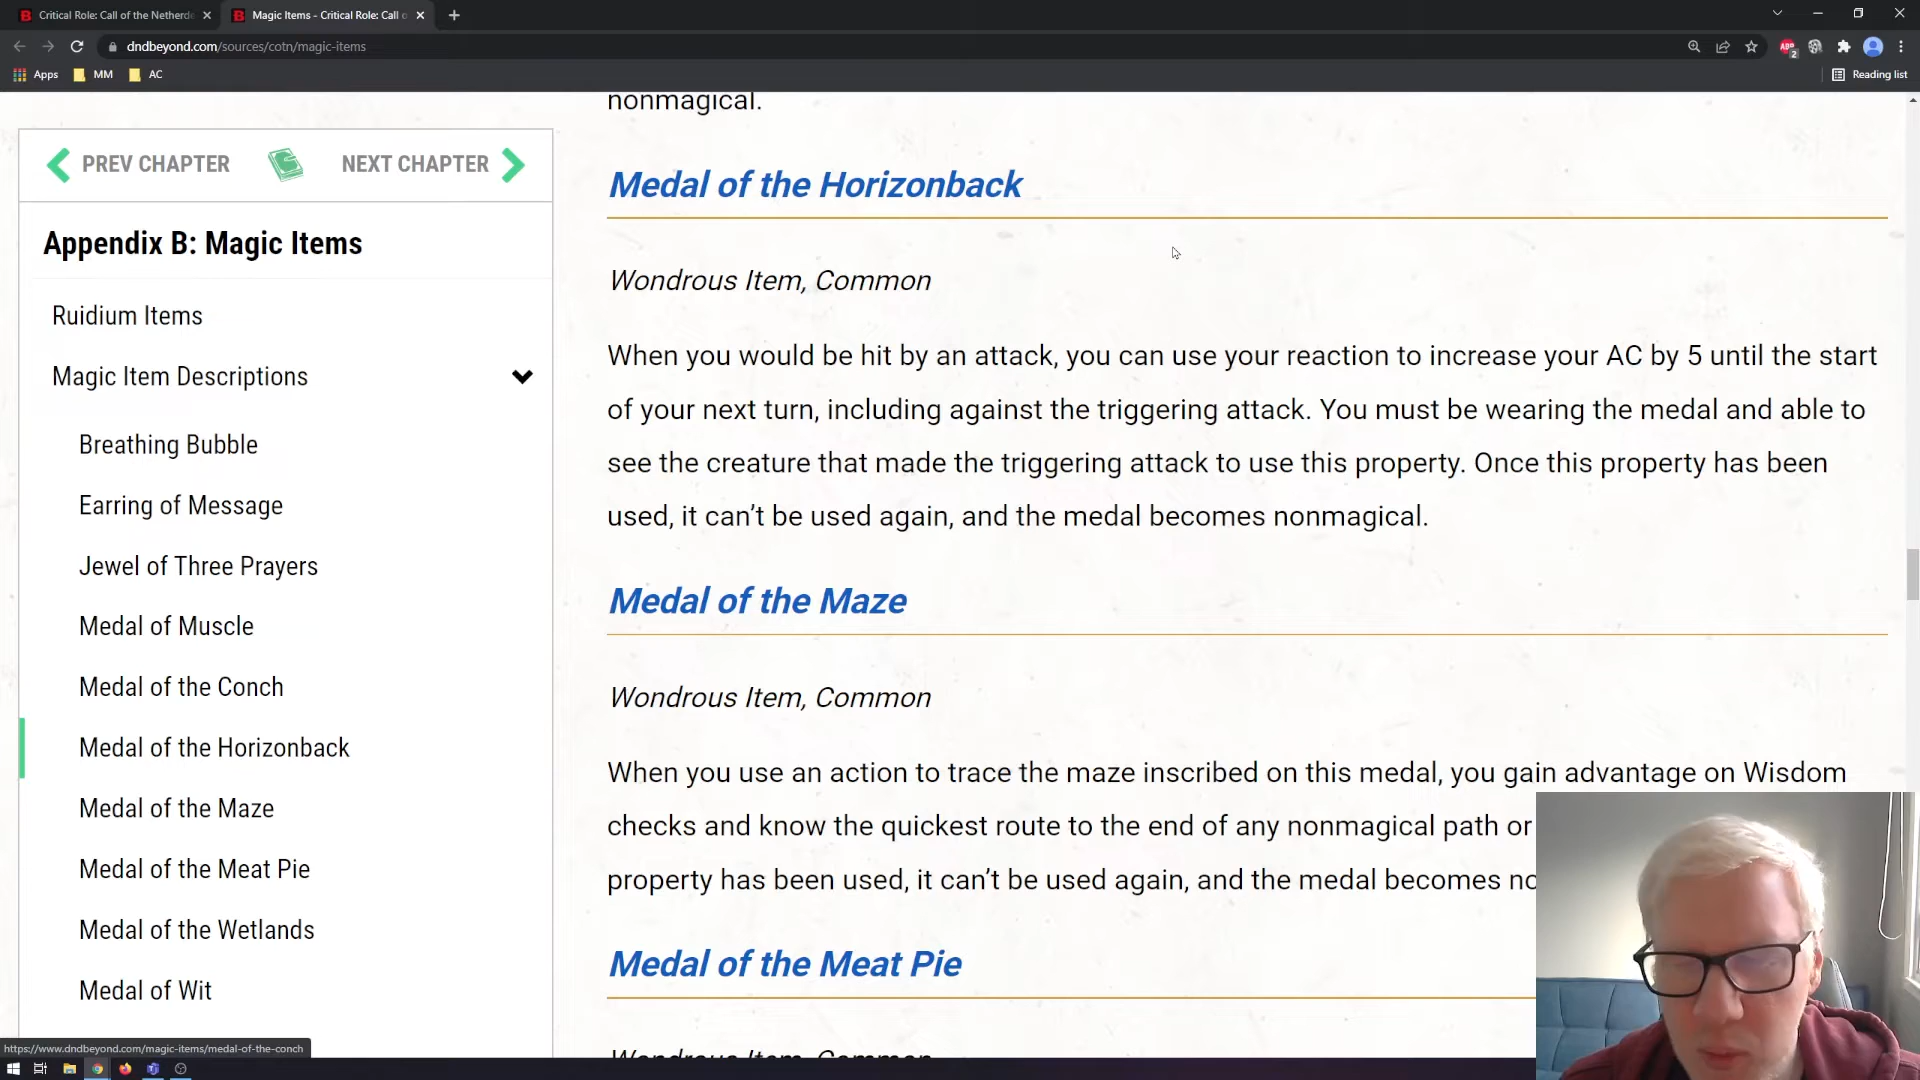 Critical Role: Call of the Netherde
Magic Items - Critical Role: Call o
dndbeyond.com/sources/cotn/magic-items
ABP
2
Apps
MM
AC
Reading list
nonmagical.
PREV CHAPTER
NEXT CHAPTER
Appendix B: Magic Items
Ruidium Items
Magic Item Descriptions
Breathing Bubble
Earring of Message
Jewel of Three Prayers
Medal of Muscle
Medal of the Conch
Medal of the Horizonback
Medal of the Maze
Medal of the Meat Pie
Medal of the Wetlands
Medal of Wit
Medal of the Horizonback
Wondrous Item, Common
When you would be hit by an attack, you can use your reaction to increase your AC by 5 until the start
of your next turn, including against the triggering attack. You must be wearing the medal and able to
see the creature that made the triggering attack to use this property. Once this property has been
used, it can’t be used again, and the medal becomes nonmagical.
Medal of the Maze
Wondrous Item, Common
When you use an action to trace the maze inscribed on this medal, you gain advantage on Wisdom
checks and know the quickest route to the end of any nonmagical path or
property has been used, it can’t be used again, and the medal becomes no
Medal of the Meat Pie
Wondrous Item, Common
https://www.dndbeyond.com/magic-items/medal-of-the-conch